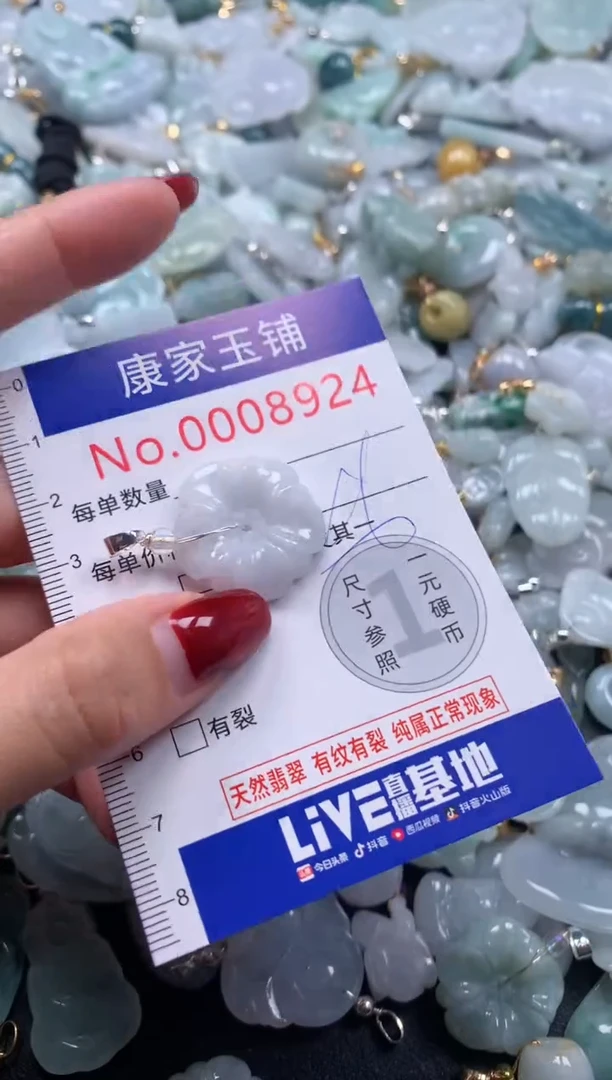 康家玉铺
No.0008924
0
1
2
每单数量
3
每单价
其一
一元硬币
尺寸参照
1
有裂
6
天然翡翠 有纹有裂 纯属正常现象
7
LiVE直播基地
今日头条 抖音 西瓜视频 抖音火山版
8